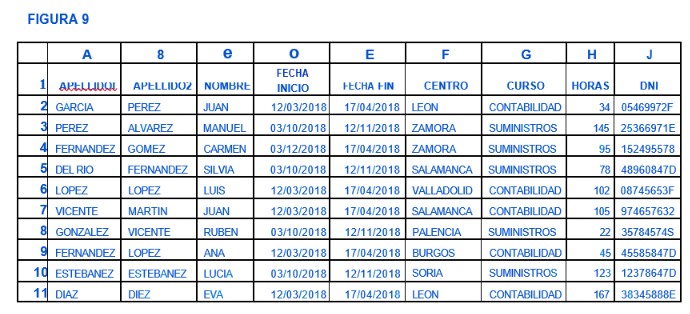 FIGURA 9
A 8 e o E F G H J
1 APELLIDO1 APELLIDO2 NOMBRE FECHA INICIO FECHA FIN CENTRO CURSO HORAS DNI
2 GARCIA PEREZ JUAN 12/03/2018 17/04/2018 LEON CONTABILIDAD 34 05469972F
3 PEREZ ALVAREZ MANUEL 03/10/2018 12/11/2018 ZAMORA SUMINISTROS 145 25366971E
4 FERNANDEZ GOMEZ CARMEN 03/12/2018 17/04/2018 ZAMORA CONTABILIDAD 95 152495578
5 DEL RIO FERNANDEZ SILVIA 03/10/2018 12/11/2018 SALAMANCA SUMINISTROS 78 48960847D
6 LOPEZ LOPEZ LUIS 12/03/2018 17/04/2018 VALLADOLID CONTABILIDAD 102 08745653F
7 VICENTE MARTIN JUAN 12/03/2018 17/04/2018 SALAMANCA CONTABILIDAD 105 974657632
8 GONZALEZ VICENTE RUBEN 03/10/2018 12/11/2018 PALENCIA SUMINISTROS 22 35784574S
9 FERNANDEZ LOPEZ ANA 12/03/2018 17/04/2018 BURGOS CONTABILIDAD 45 45585847D
10 ESTEBANEZ ESTEBANEZ LUCIA 03/10/2018 12/11/2018 SORIA SUMINISTROS 123 12378647D
11 DIAZ DIEZ EVA 12/03/2018 17/04/2018 LEON CONTABILIDAD 167 38345888E